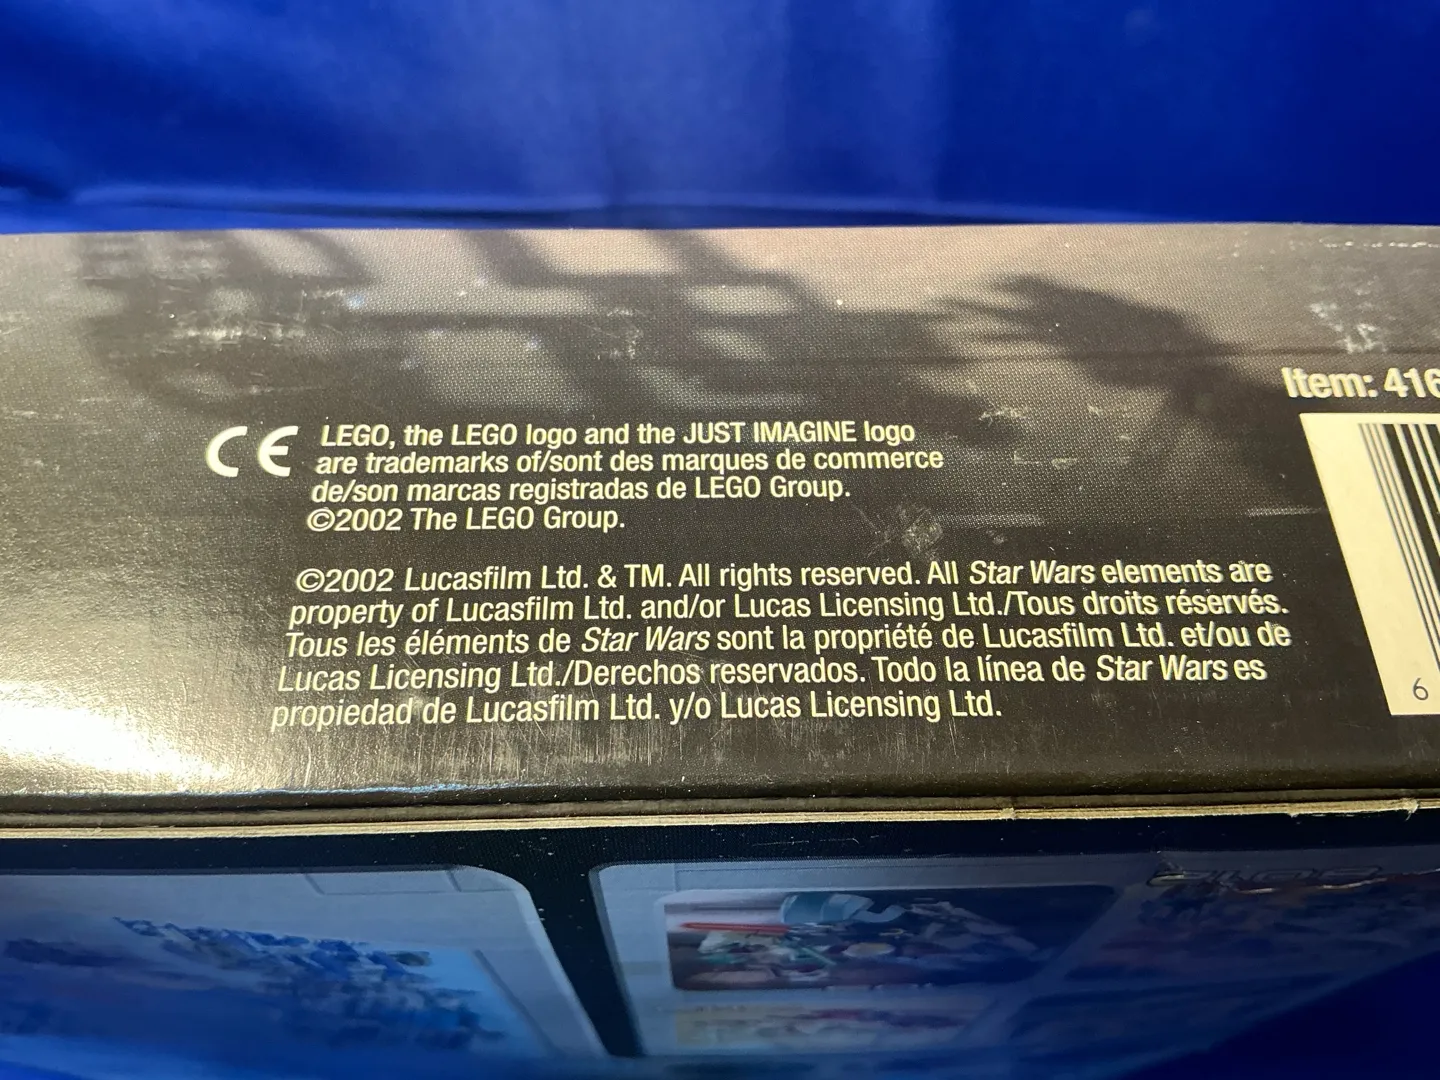 Item: 416
CE
LEGO, the LEGO logo and the JUST IMAGINE logo
are trademarks of/sont des marques de commerce
de/son marcas registradas de LEGO Group.
©2002 The LEGO Group.
©2002 Lucasfilm Ltd. & TM. All rights reserved. All Star Wars elements are
property of Lucasfilm Ltd. and/or Lucas Licensing Ltd./Tous droits réservés.
Tous les éléments de Star Wars sont la propriété de Lucasfilm Ltd. et/ou de
Lucas Licensing Ltd./Derechos reservados. Todo la línea de Star Wars es
propiedad de Lucasfilm Ltd. y/o Lucas Licensing Ltd.
6